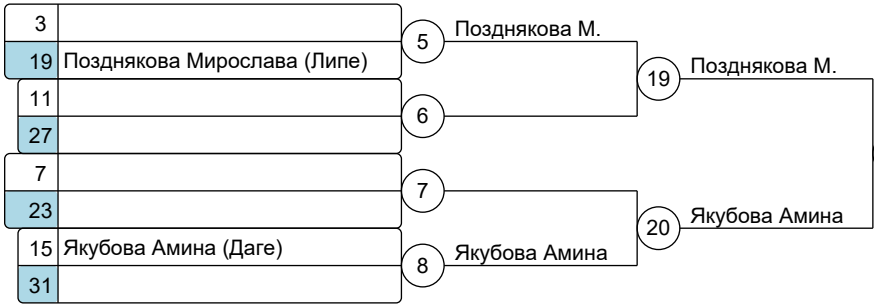 3
19 Позднякова Мирослава (Липе)
11
27
7
23
15 Якубова Амина (Даге)
31
5 Позднякова М.
6
7
8 Якубова Амина
19 Позднякова М.
20 Якубова Амина